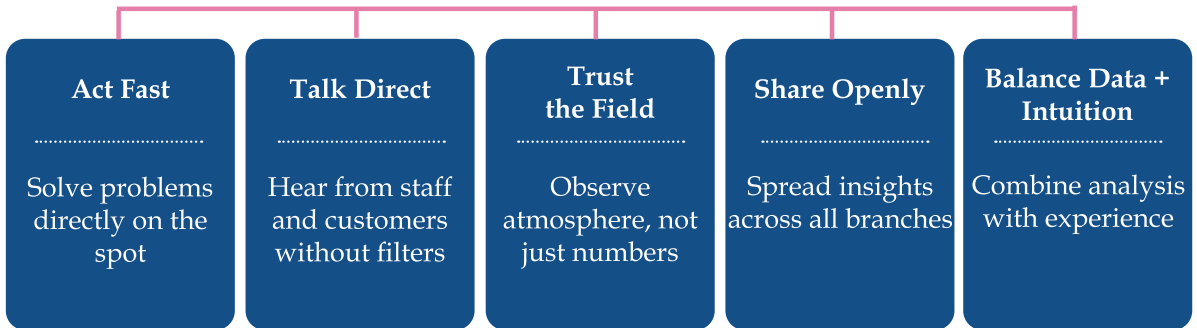 Act Fast
Solve problems
directly on the
spot
Talk Direct
Hear from staff
and customers
without filters
Trust
the Field
Observe
atmosphere, not
just numbers
Share Openly
Spread insights
across all branches
Balance Data +
Intuition
Combine analysis
with experience